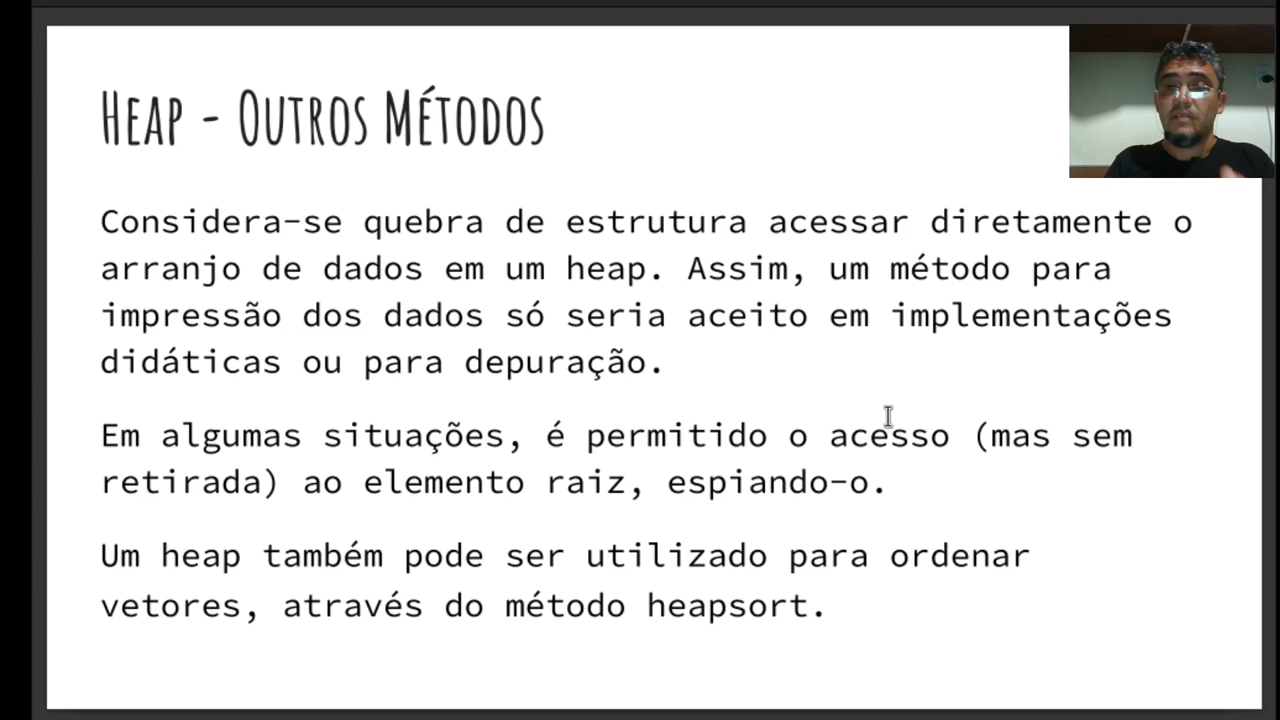 Heap - Outros Métodos
Considera-se quebra de estrutura acessar diretamente o
arranjo de dados em um heap. Assim, um método para
impressão dos dados só seria aceito em implementações
didáticas ou para depuração.
Em algumas situações, é permitido o acesso (mas sem
retirada) ao elemento raiz, espiando-o.
Um heap também pode ser utilizado para ordenar
vetores, através do método heapsort.